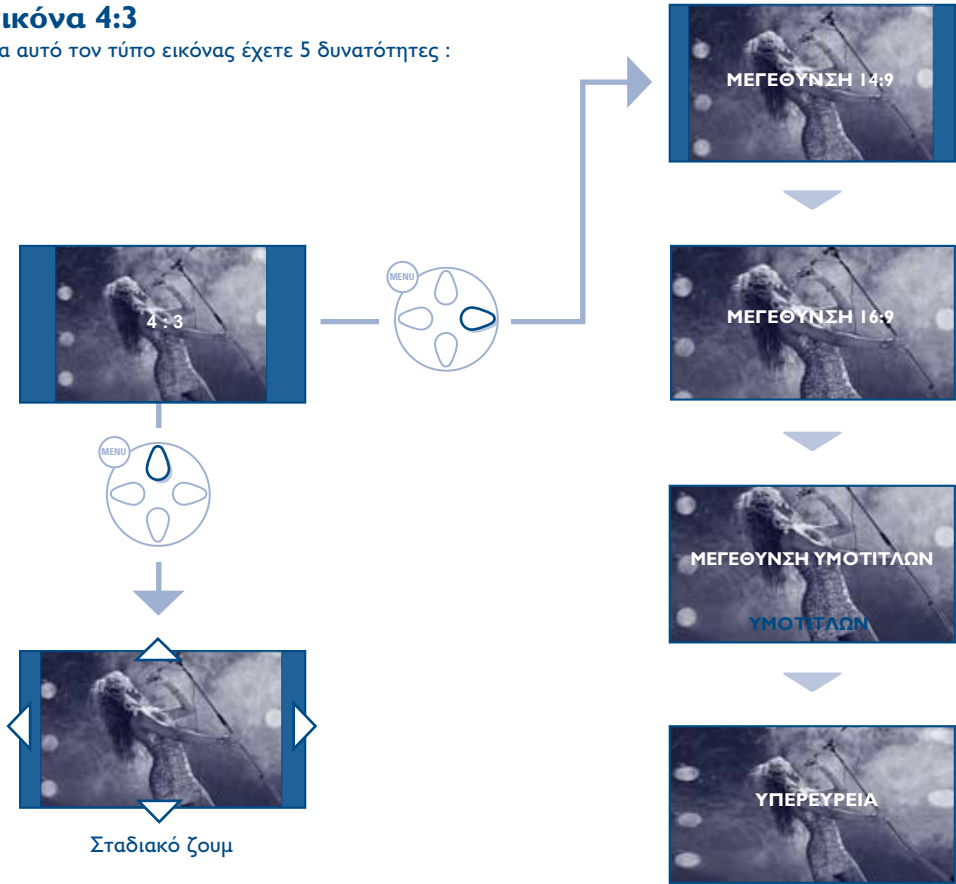 ικόνα 4:3
α αυτό τον τύπο εικόνας έχετε 5 δυνατότητες :
ΜΕΓΕΘΥΝΣΗ 14:9
4 : 3
MENU
ΜΕΓΕΘΥΝΣΗ 16:9
MENU
ΜΕΓΕΘΥΝΣΗ ΥΜΟΤΙΤΛΩΝ
ΥΜΟΤΙΤΛΩΝ
Σταδιακό ζουμ
ΥΠΕΡΕΥΡΕΙΑ